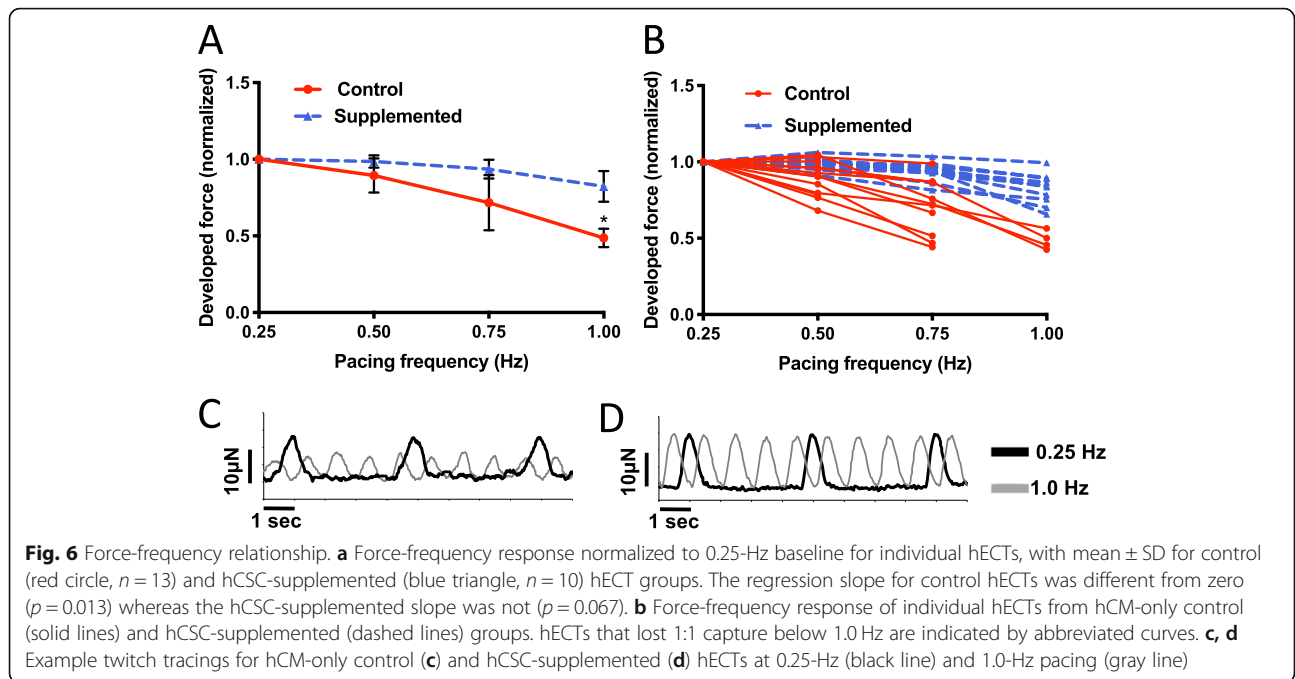 A
Developed force (normalized)
1.5
1.0
0.5
0.0
Control
Supplemented
*
0.25
0.50
0.75
1.00
Pacing frequency (Hz)
B
Developed force (normalized)
1.5
1.0
0.5
0.0
Control
Supplemented
0.25
0.50
0.75
1.00
Pacing frequency (Hz)
C
10µN
1 sec
D
10µN
1 sec
0.25 Hz
1.0 Hz
Fig. 6 Force-frequency relationship. a Force-frequency response normalized to 0.25-Hz baseline for individual hECTs, with mean ± SD for control
(red circle, n = 13) and hCSC-supplemented (blue triangle, n = 10) hECT groups. The regression slope for control hECTs was different from zero
(p = 0.013) whereas the hCSC-supplemented slope was not (p = 0.067). b Force-frequency response of individual hECTs from hCM-only control
(solid lines) and hCSC-supplemented (dashed lines) groups. hECTs that lost 1:1 capture below 1.0 Hz are indicated by abbreviated curves. c, d
Example twitch tracings for hCM-only control (c) and hCSC-supplemented (d) hECTs at 0.25-Hz (black line) and 1.0-Hz pacing (gray line)